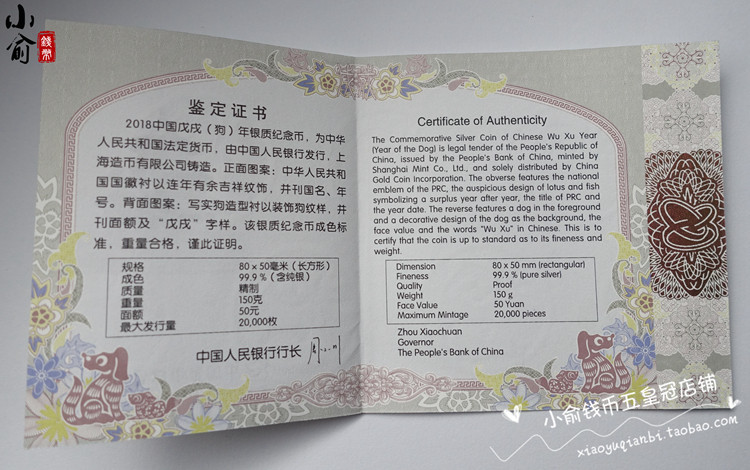 小俞
錢幣
鉴定证书
2018中国戊戌（狗）年银质纪念币，为中华
人民共和国法定货币，由中国人民银行发行，上
海造币有限公司铸造。正面图案：中华人民共和
国国徽衬以连年有余吉祥纹饰，并刊国名、年
号。背面图案：写实狗造型衬以装饰狗纹样，并
刊面额及“戊戌”字样。该银质纪念币成色标
准，重量合格，谨此证明。
规格 80×50毫米（长方形）
成色 99.9％（含纯银）
质量 精制
重量 150克
面额 50元
最大发行量 20,000枚
中国人民银行行长
Certificate of Authenticity
The Commemorative Silver Coin of Chinese Wu Xu Year
(Year of the Dog) is legal tender of the People's Republic of
China, issued by the People's Bank of China, minted by
Shanghai Mint Co., Ltd., and solely distributed by China
Gold Coin Incorporation. The obverse features the national
emblem of the PRC, the auspicious design of lotus and fish
symbolizing a surplus year after year, the title of PRC and
the year date. The reverse features a dog in the foreground
and a decorative design of the dog as the background, the
face value and the words "Wu Xu" in Chinese. This is to
certify that the coin is up to standard as to its fineness and
weight.
Dimension 80 x 50 mm (rectangular)
Fineness 99.9 % (pure silver)
Quality Proof
Weight 150 g
Face Value 50 Yuan
Maximum Mintage 20,000 pieces
Zhou Xiaochuan
Governor
The People's Bank of China
小俞钱币五皇冠店铺
xiaoyuqianbi.taobao.com